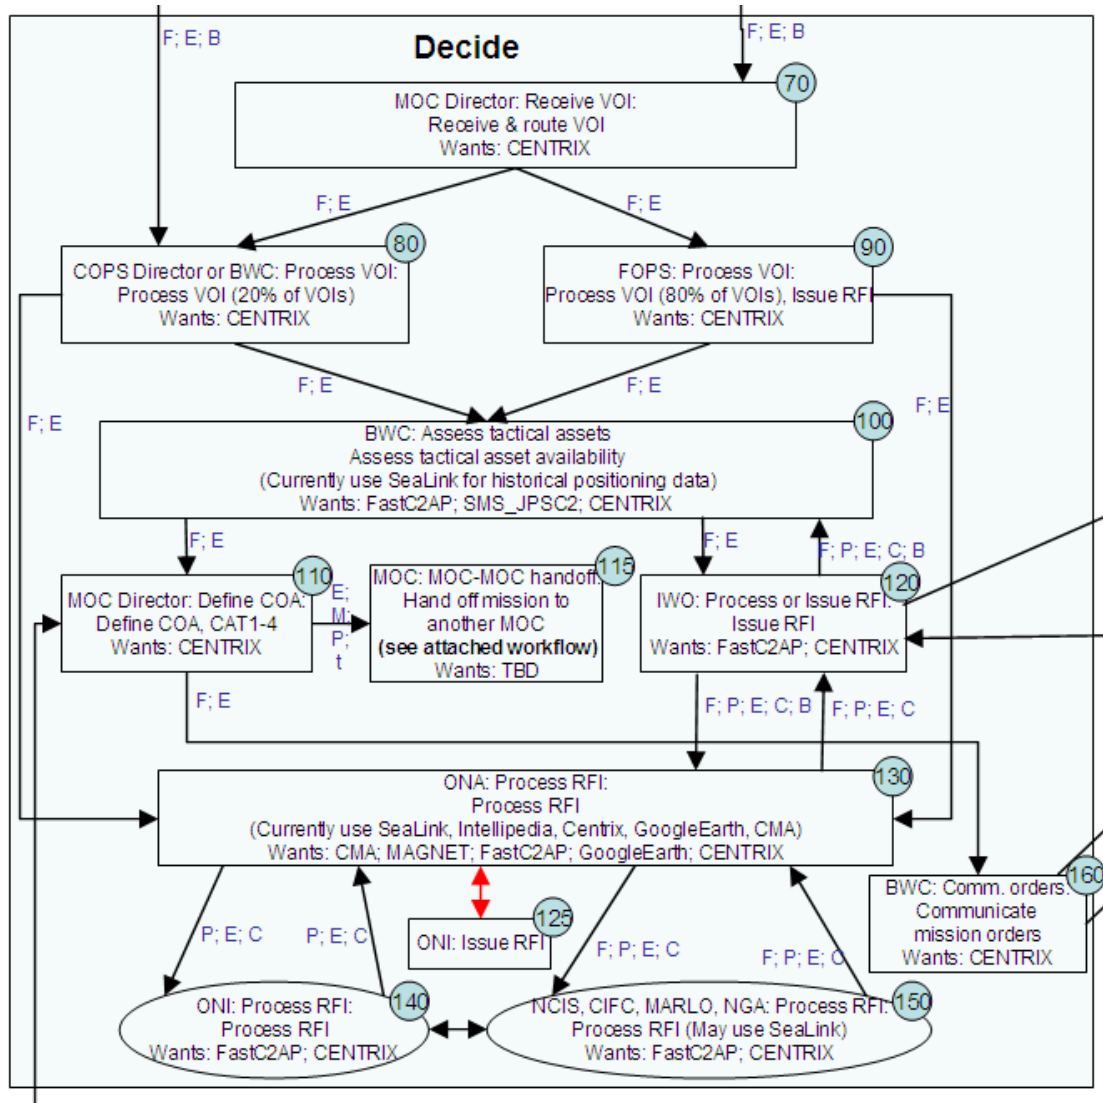 F; E; B
F; E; B
Decide
70
MOC Director: Receive VOI:
Receive & route VOI
Wants: CENTRIX
F; E
F; E
80
COPS Director or BWC: Process VOI:
Process VOI (20% of VOIs)
Wants: CENTRIX
90
FOPS: Process VOI:
Process VOI (80% of VOIs), Issue RFI
Wants: CENTRIX
F; E
F; E
F; E
F; E
100
BWC: Assess tactical assets
Assess tactical asset availability
(Currently use SeaLink for historical positioning data)
Wants: FastC2AP; SMS_JPSC2; CENTRIX
F; E
F; E
F; P; E; C; B
110
MOC Director: Define COA:
Define COA, CAT1-4
Wants: CENTRIX
E;
M;
P;
t
115
MOC: MOC-MOC handoff:
Hand off mission to
another MOC
(see attached workflow)
Wants: TBD
120
IWO: Process or Issue RFI:
Issue RFI
Wants: FastC2AP; CENTRIX
F; E
F; P; E; C; B
F; P; E; C
130
ONA: Process RFI:
Process RFI
(Currently use SeaLink, Intellipedia, Centrix, GoogleEarth, CMA)
Wants: CMA; MAGNET; FastC2AP; GoogleEarth; CENTRIX
160
BWC: Comm. orders:
Communicate
mission orders
Wants: CENTRIX
P; E; C
P; E; C
125
ONI: Issue RFI
F; P; E; C
F; P; E; C
140
ONI: Process RFI:
Process RFI
Wants: FastC2AP; CENTRIX
150
NCIS, CIFC, MARLO, NGA: Process RFI:
Process RFI (May use SeaLink)
Wants: FastC2AP; CENTRIX